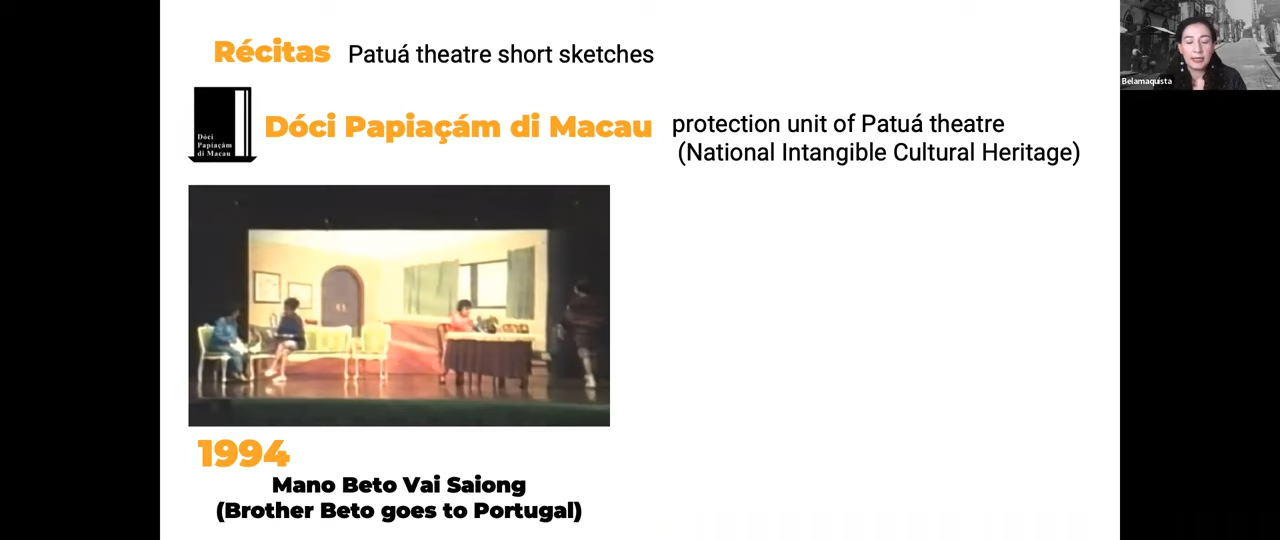 Récitas Patuá theatre short sketches
Dóci
Papiaçám
di Macau
Dóci Papiaçám di Macau
protection unit of Patuá theatre
(National Intangible Cultural Heritage)
1994
Mano Beto Vai Saiong
(Brother Beto goes to Portugal)
Belamaquista